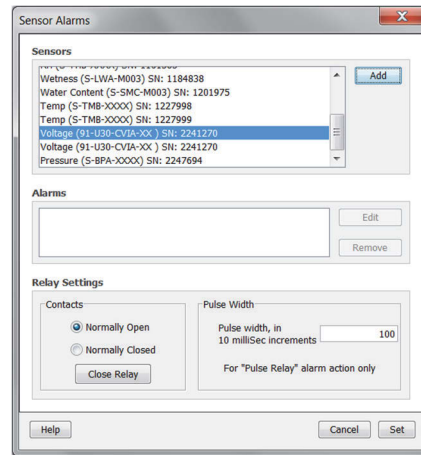 Sensor Alarms
Sensors
Wetness (S-LWA-M003) SN: 1184838
Water Content (S-SMC-M003) SN: 1201975
Temp (S-TMB-XXXX) SN: 1227998
Temp (S-TMB-XXXX) SN: 1227999
Voltage (91-U30-CVIA-XX ) SN: 2241270
Voltage (91-U30-CVIA-XX ) SN: 2241270
Pressure (S-BPA-XXXX) SN: 2247694
Add
Alarms
Edit
Remove
Relay Settings
Contacts
Normally Open
Normally Closed
Close Relay
Pulse Width
Pulse width, in
10 milliSec increments
100
For "Pulse Relay" alarm action only
Help
Cancel
Set